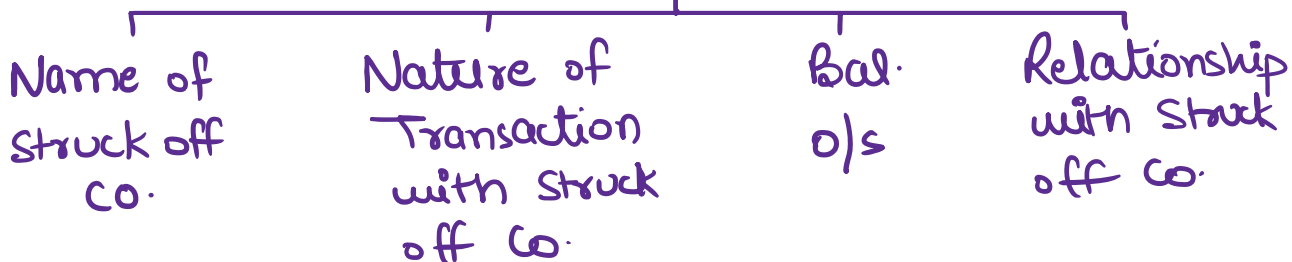 Name of
struck off
co.
Nature of
Transaction
with struck
off Co.
Bal.
o/s
Relationship
with struck
off co.